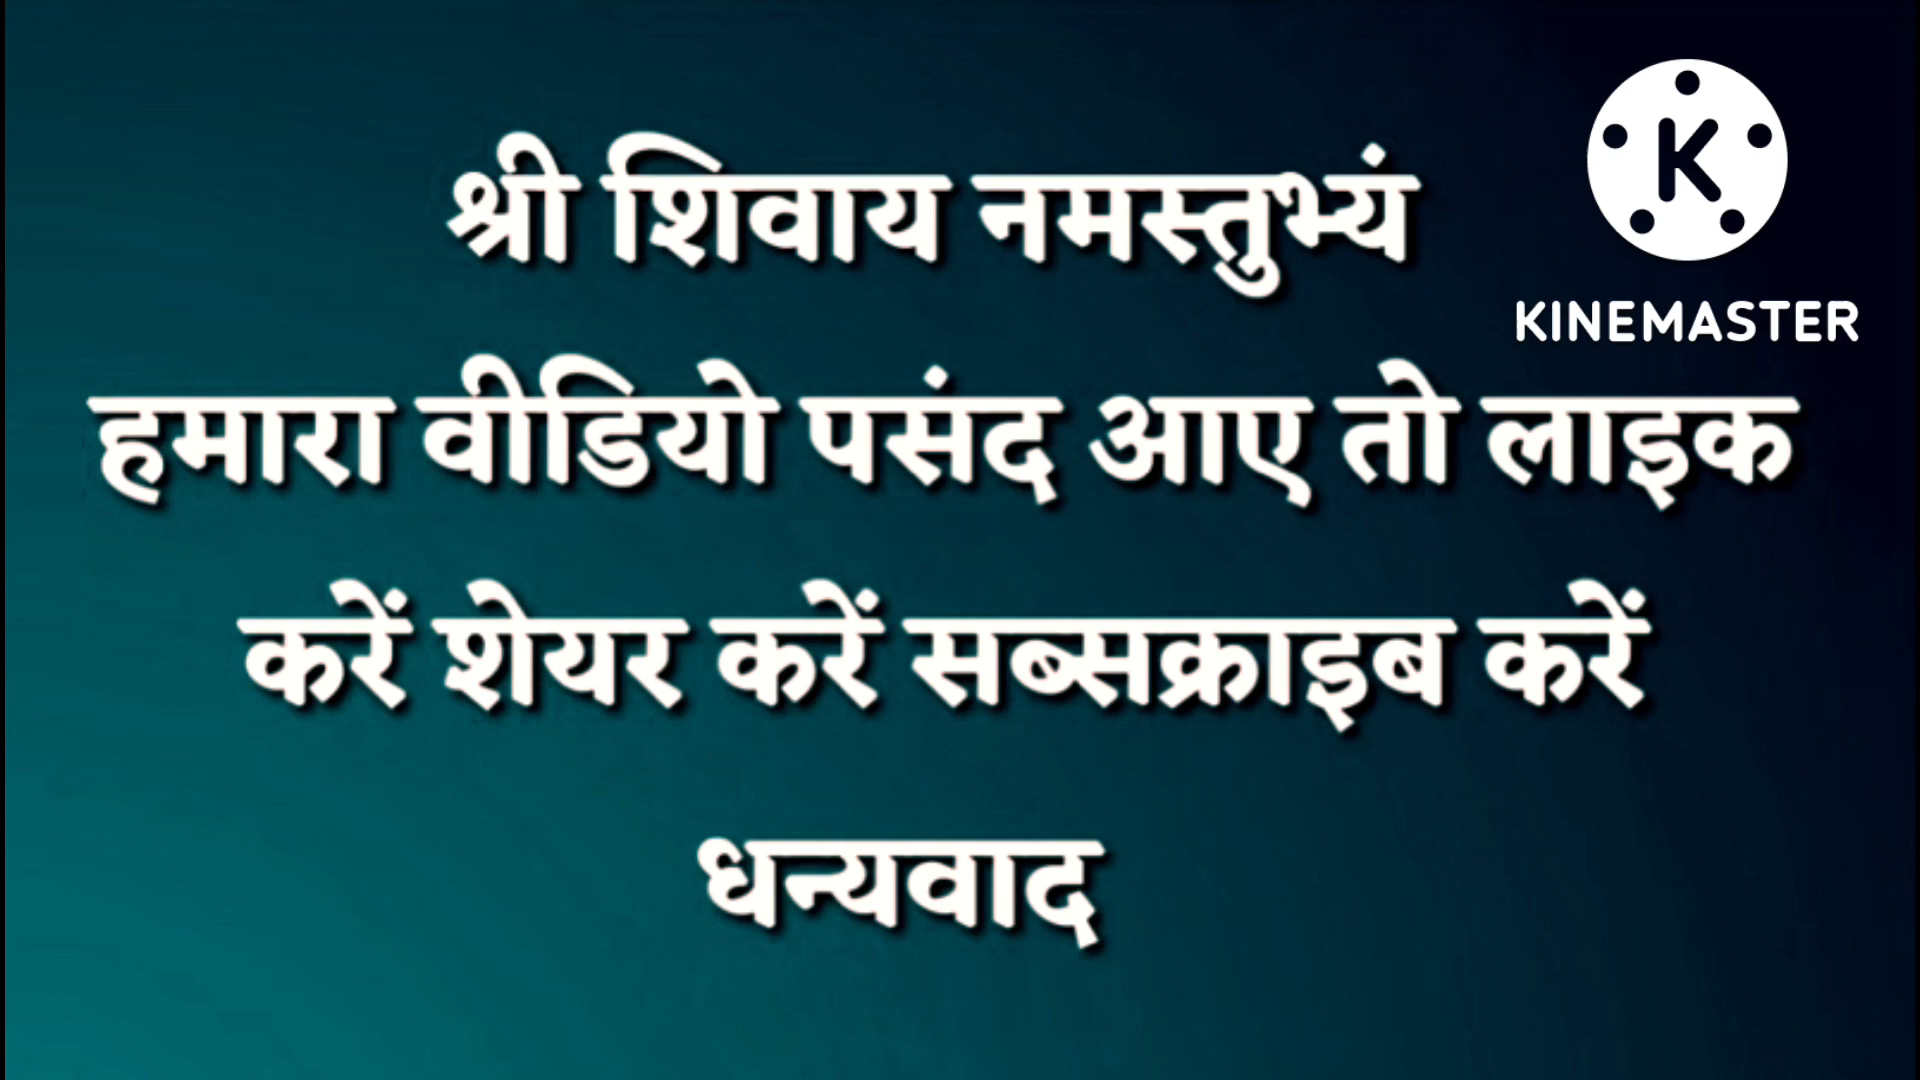 श्री शिवाय नमस्तुभ्यं
K
KINEMASTER
हमारा वीडियो पसंद आए तो लाइक
करें शेयर करें सब्सक्राइब करें
धन्यवाद